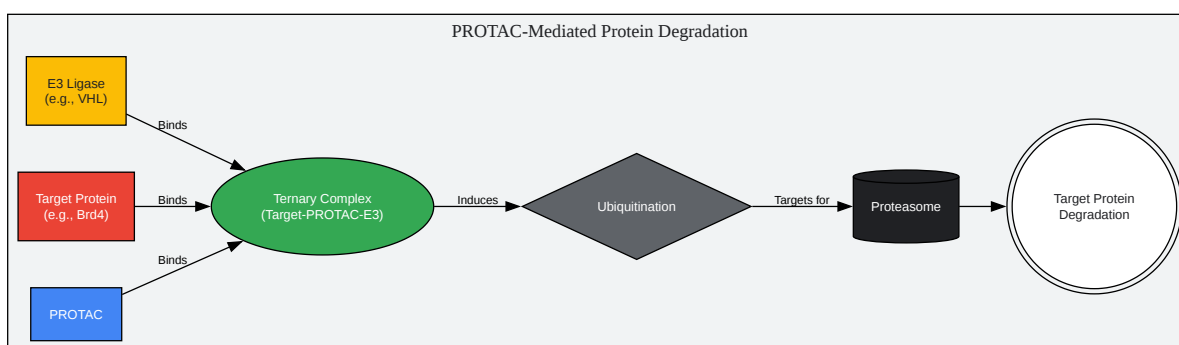 PROTAC-Mediated Protein Degradation
E3 Ligase
(e.g., VHL)
Binds
Target Protein
(e.g., Brd4)
Binds
PROTAC
Binds
Ternary Complex
(Target-PROTAC-E3)
Induces
Ubiquitination
Targets for
Proteasome
Target Protein
Degradation